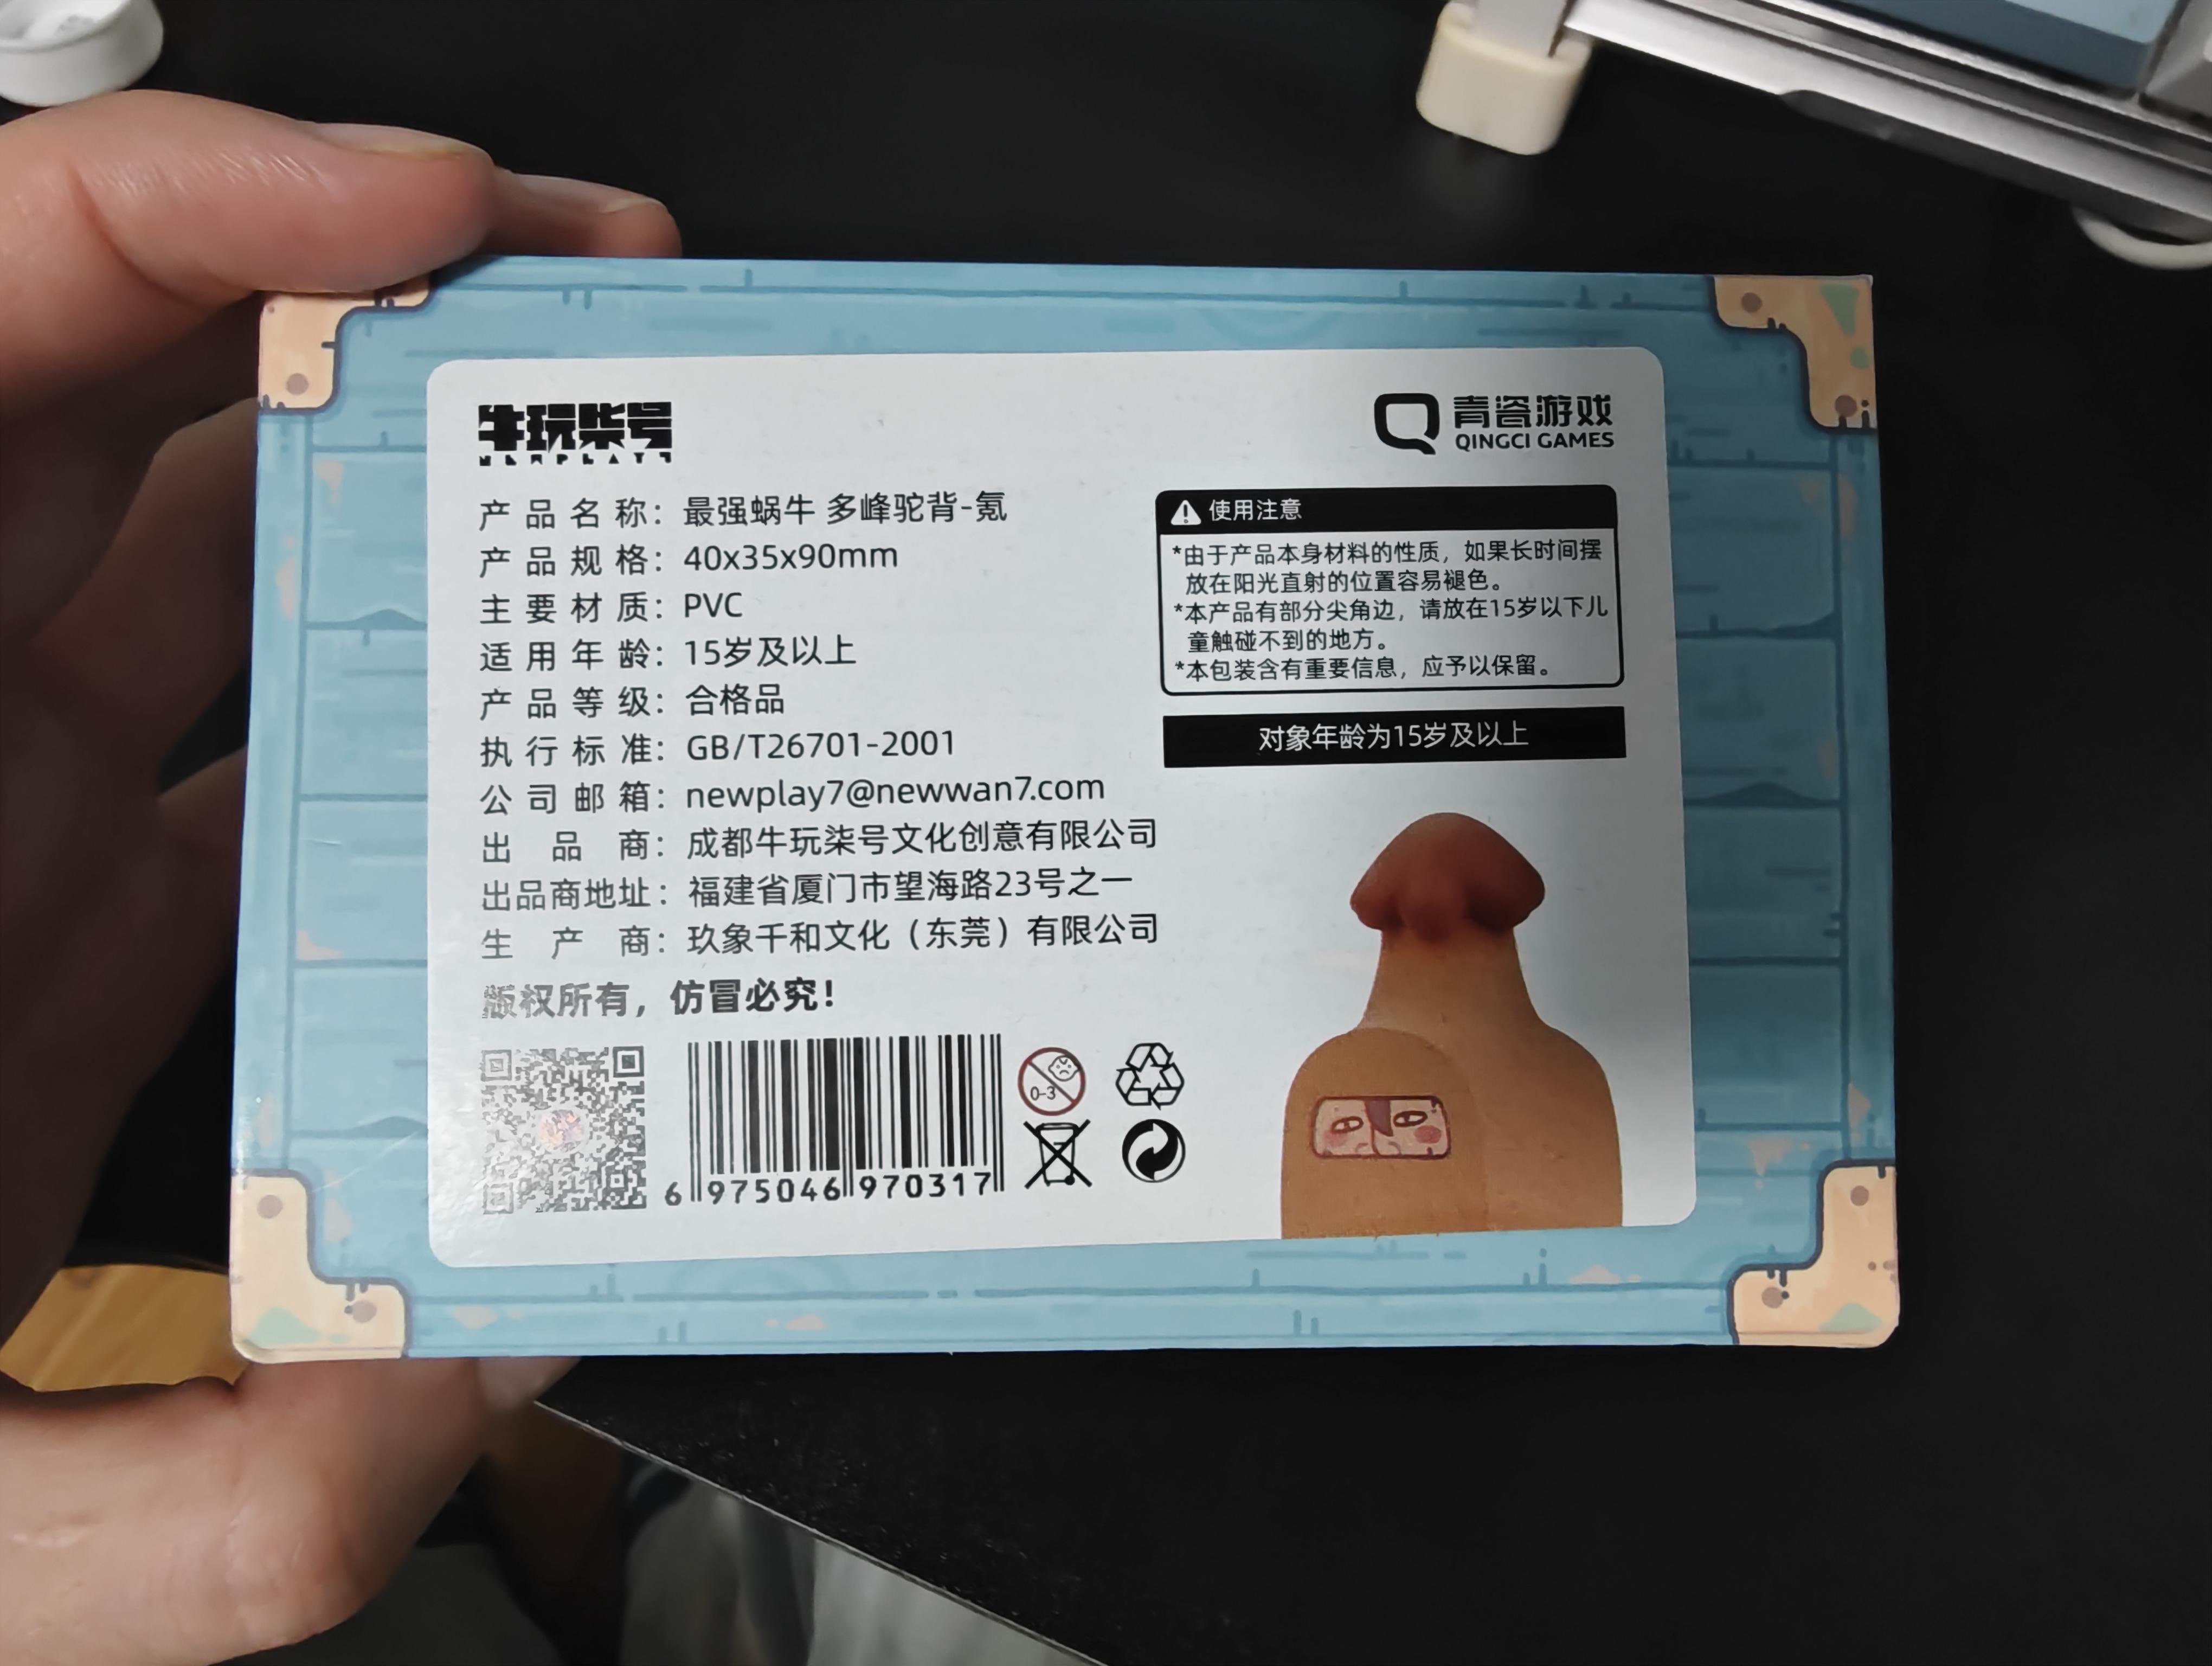 牛玩柒号
青瓷游戏
QINGCI GAMES
产品名称：最强蜗牛 多峰驼背-氪
产品规格：40x35x90mm
主要材质：PVC
适用年龄：15岁及以上
产品等级：合格品
执行标准：GB/T26701-2001
公司邮箱：newplay7@newwan7.com
出品商：成都牛玩柒号文化创意有限公司
出品商地址：福建省厦门市望海路23号之一
生产商：玖象千和文化（东莞）有限公司
版权所有，仿冒必究！
6 975046 970317
0-3
使用注意
*由于产品本身材料的性质，如果长时间摆
放在阳光直射的位置容易褪色。
*本产品有部分尖角边，请放在15岁以下儿
童触碰不到的地方。
*本包装含有重要信息，应予以保留。
对象年龄为15岁及以上